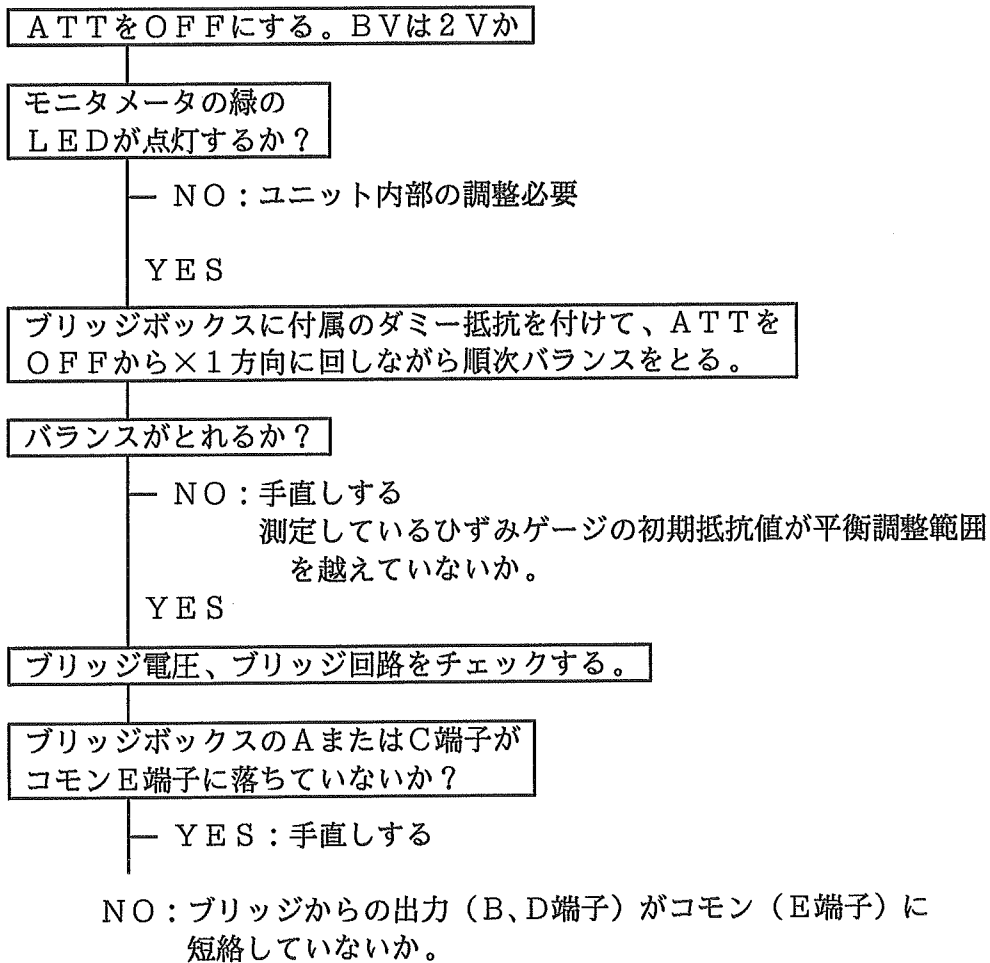 ATTをOFFにする。BVは2Vか
モニタメータの緑の
LEDが点灯するか?
NO:ユニット内部の調整必要
YES
ブリッジボックスに付属のダミー抵抗を付けて、ATTを
OFFから×1方向に回しながら順次バランスをとる。
バランスがとれるか?
NO:手直しする
測定しているひずみゲージの初期抵抗値が平衡調整範囲
を越えていないか。
YES
ブリッジ電圧、ブリッジ回路をチェックする。
ブリッジボックスのAまたはC端子が
コモンE端子に落ちていないか?
YES:手直しする
NO:ブリッジからの出力(B、D端子)がコモン(E端子)に
短絡していないか。